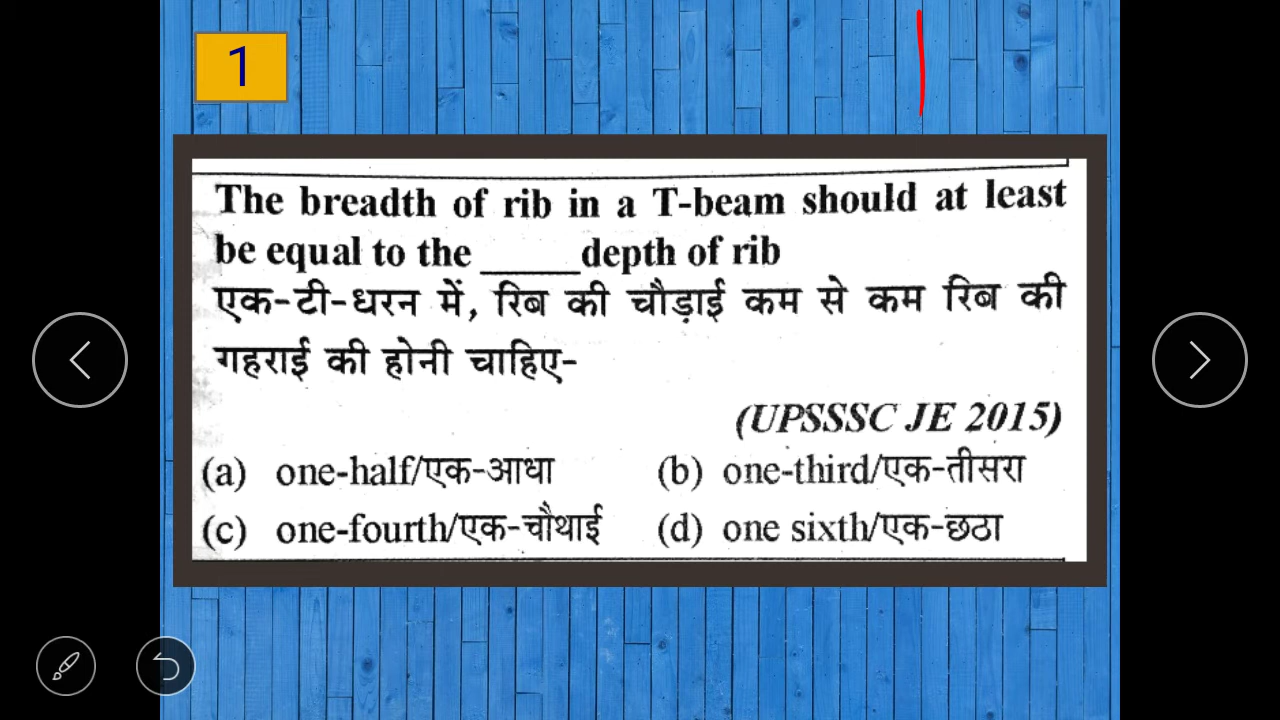 1
The breadth of rib in a T-beam should at least
be equal to the _____depth of rib
एक-टी-धरन में, रिब की चौड़ाई कम से कम रिब की
गहराई की होनी चाहिए-
(UPSSSC JE 2015)
(a) one-half/एक-आधा (b) one-third/एक-तीसरा
(c) one-fourth/एक-चौथाई (d) one sixth/एक-छठा